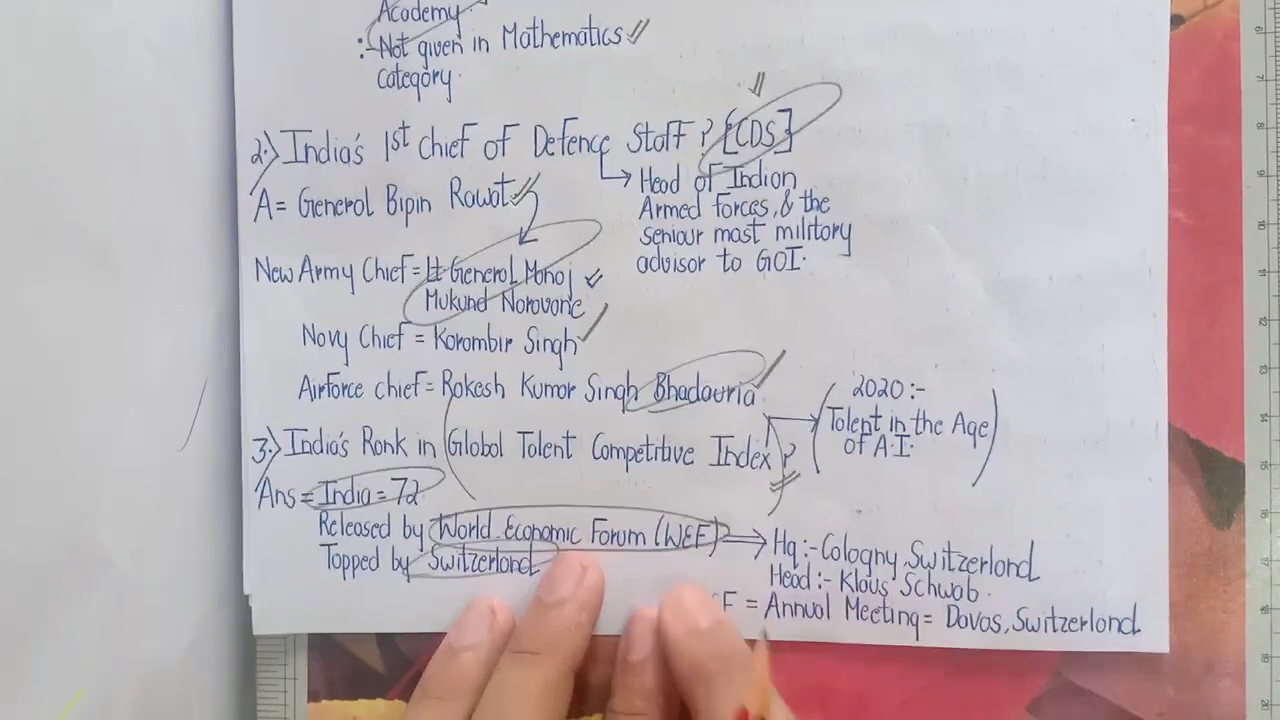 Academy
:- Not given in Mathematics
category.
2.) India's 1st chief of Defence Staff ? [CDS]
→ Head of Indian
Armed forces, & the
seniour most military
advisor to GOI.
A = General Bipin Rawat
New Army Chief = Lt General Manoj
Mukund Naravane
Navy Chief = Karambir Singh
Airforce chief = Rakesh Kumar Singh Bhadauria
3.) India's Rank in Global Talent Competitive Index ?
2020 :-
Talent in the Age
of A.I.
Ans = India = 72
Released by World Economic Forum (WEF) ⇒ Hq :- Cologny, Switzerland
Topped by Switzerland
Head :- Klaus Schwab.
F = Annual Meeting = Davos, Switzerland